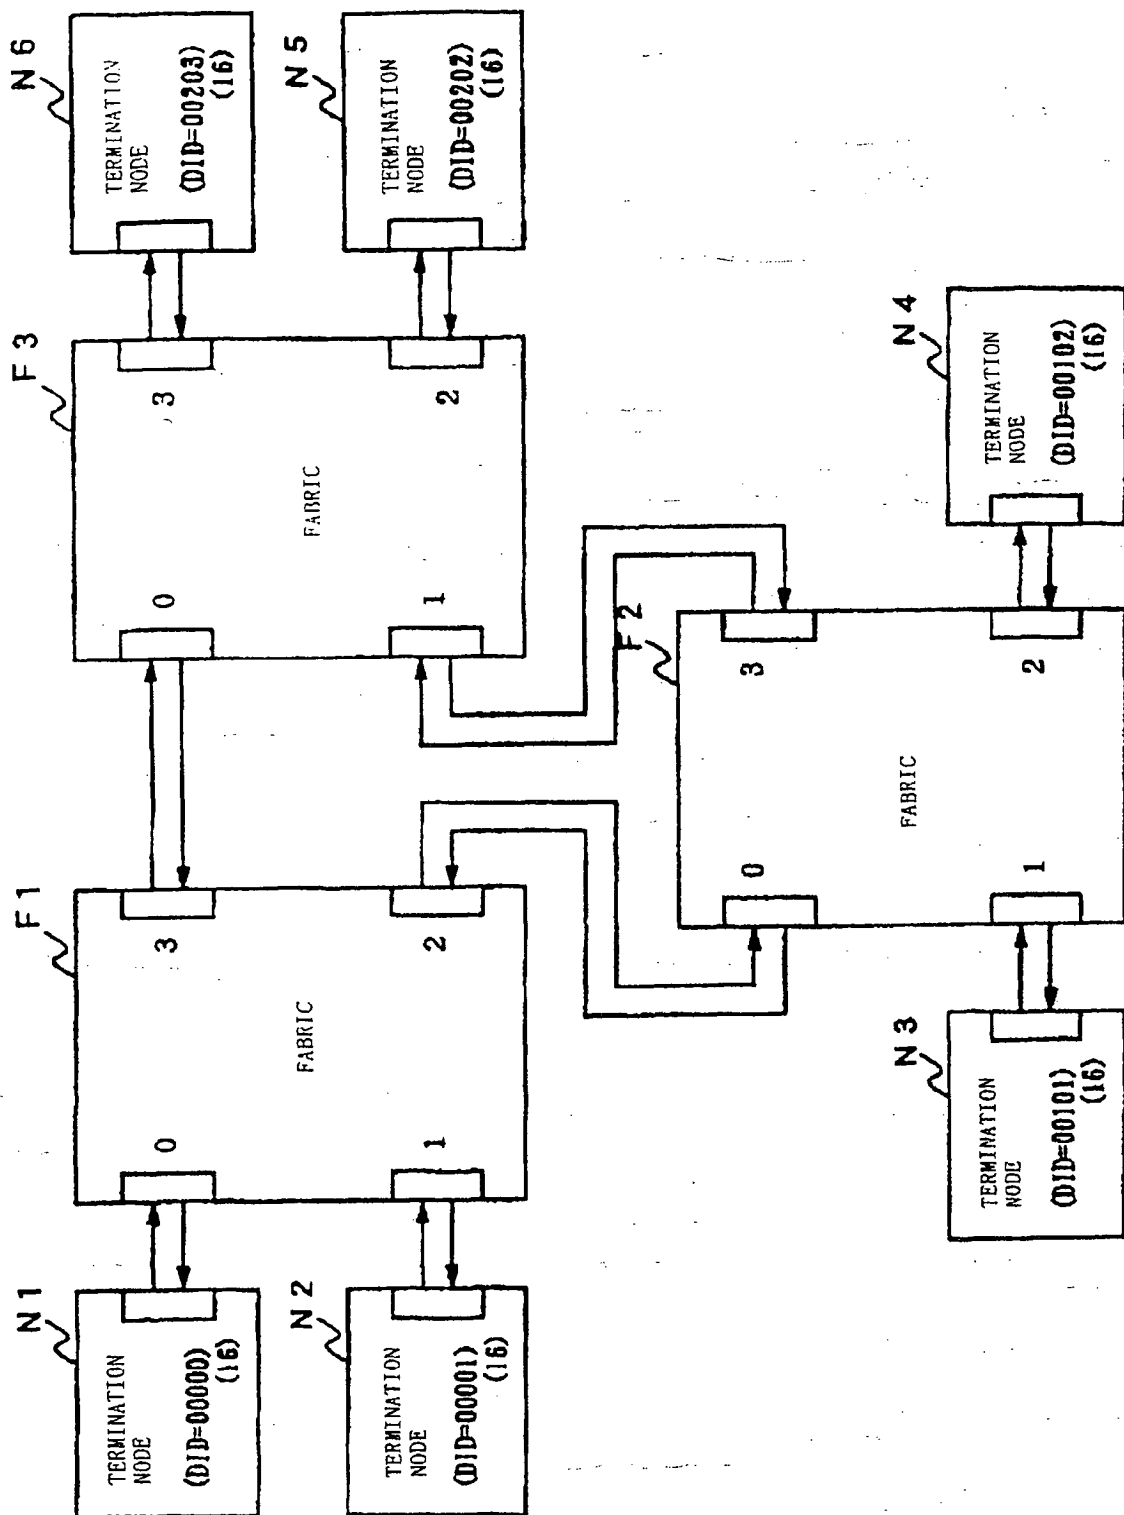 N1
TERMINATION
NODE
(DID=00000)
(16)
N2
TERMINATION
NODE
(DID=00001)
(16)
F1
FABRIC
0
1
2
3
F3
FABRIC
0
1
2
3
N6
TERMINATION
NODE
(DID=00203)
(16)
N5
TERMINATION
NODE
(DID=00202)
(16)
N3
TERMINATION
NODE
(DID=00101)
(16)
F2
FABRIC
0
1
2
3
N4
TERMINATION
NODE
(DID=00102)
(16)